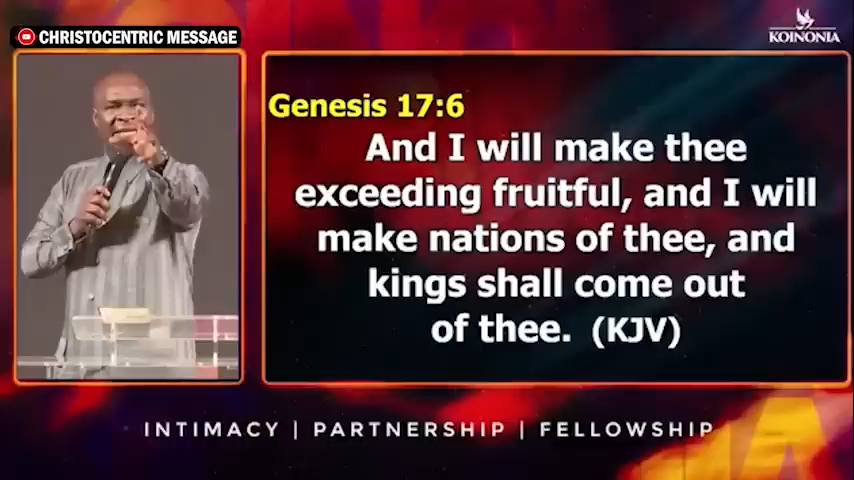 CHRISTOCENTRIC MESSAGE
KOINONIA
Genesis 17:6
And I will make thee
exceeding fruitful, and I will
make nations of thee, and
kings shall come out
of thee. (KJV)
INTIMACY | PARTNERSHIP | FELLOWSHIP